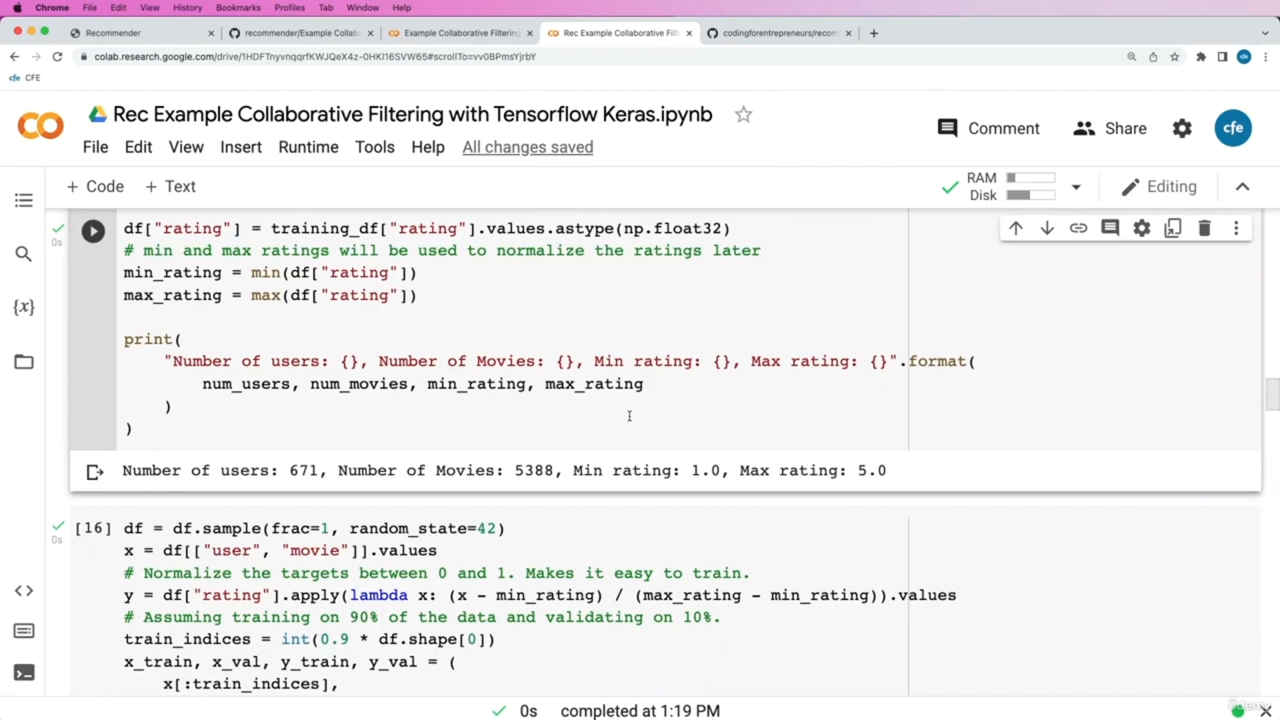 Chrome File Edit View History Bookmarks Profiles Tab Window Help
Recommender recommender/Example Collabo Example Collaborative Filtering Rec Example Collaborative Filt codingforentrepreneurs/recom
colab.research.google.com/drive/1HDFTnyvnqqrfKWJQeX4z-0HKl16SVW65#scrollTo=vv0BPmsYjrbY
cfe CFE
Rec Example Collaborative Filtering with Tensorflow Keras.ipynb
File Edit View Insert Runtime Tools Help All changes saved
Comment Share cfe
+ Code + Text
RAM
Disk
Editing
df["rating"] = training_df["rating"].values.astype(np.float32)
# min and max ratings will be used to normalize the ratings later
min_rating = min(df["rating"])
max_rating = max(df["rating"])
print(
"Number of users: {}, Number of Movies: {}, Min rating: {}, Max rating: {}".format(
num_users, num_movies, min_rating, max_rating
)
)
0s
Number of users: 671, Number of Movies: 5388, Min rating: 1.0, Max rating: 5.0
[16] df = df.sample(frac=1, random_state=42)
0s
x = df[["user", "movie"]].values
# Normalize the targets between 0 and 1. Makes it easy to train.
y = df["rating"].apply(lambda x: (x - min_rating) / (max_rating - min_rating)).values
# Assuming training on 90% of the data and validating on 10%.
train_indices = int(0.9 * df.shape[0])
x_train, x_val, y_train, y_val = (
x[:train_indices],
0s completed at 1:19 PM